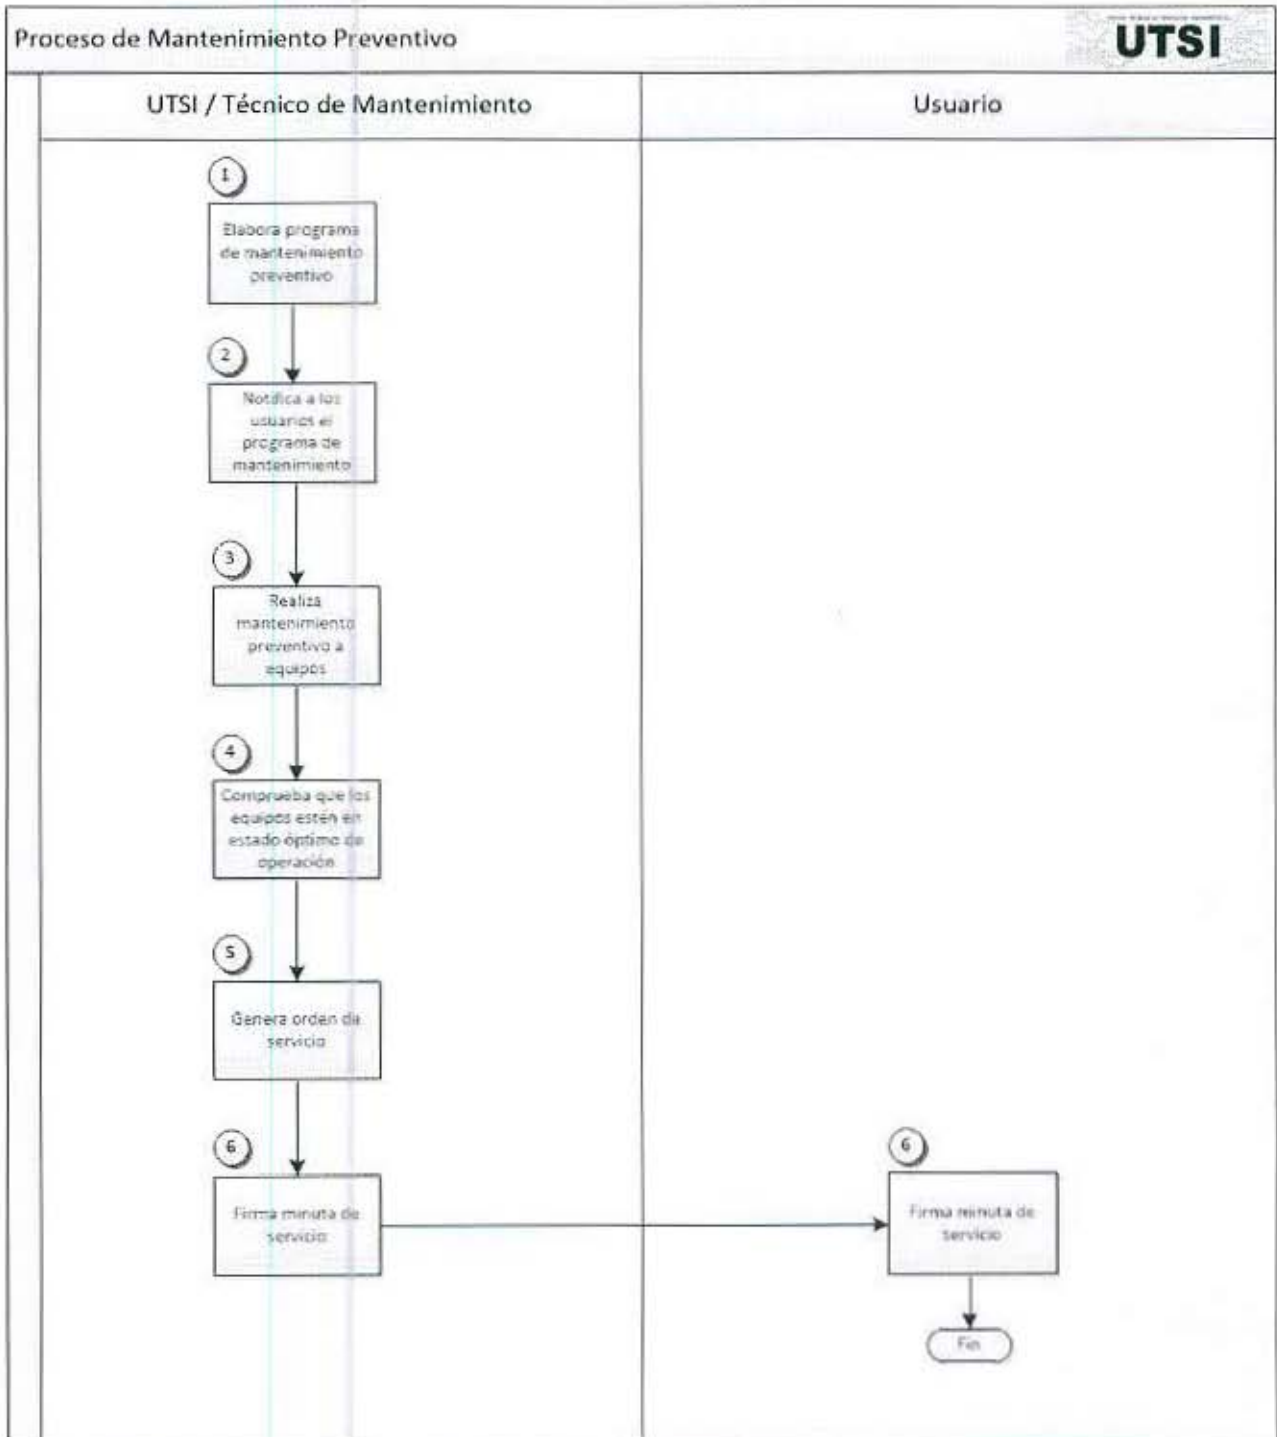 Proceso de Mantenimiento Preventivo
UTSI
UTSI / Técnico de Mantenimiento
Usuario
1
Elabora programa
de mantenimiento
preventivo
2
Notifica a los
usuarios el
programa de
mantenimiento
3
Realiza
mantenimiento
preventivo a
equipos
4
Comprueba que los
equipos estén en
estado óptimo de
operación
5
Genera orden de
servicio
6
Firma minuta de
servicio
6
Firma minuta de
servicio
Fin